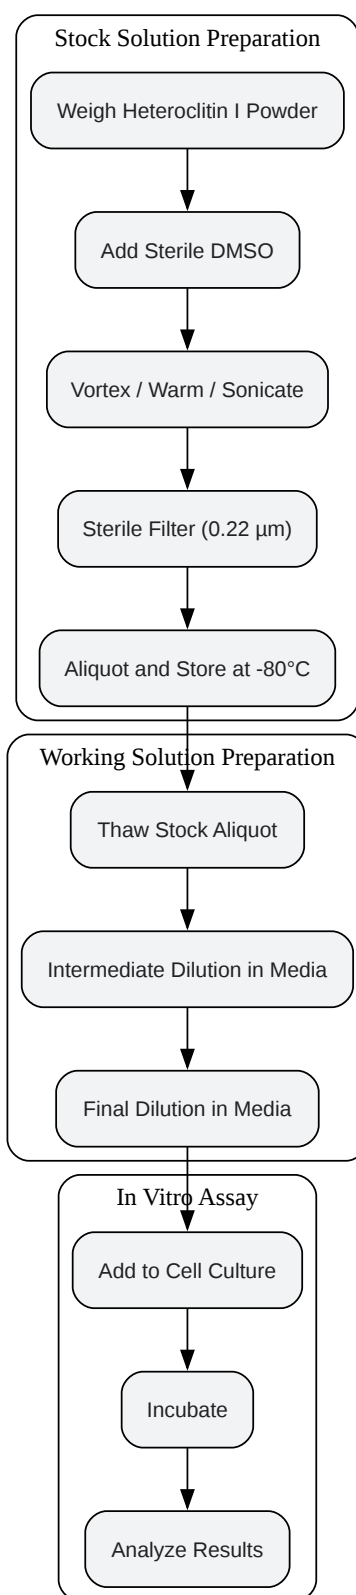 Stock Solution Preparation
Weigh Heteroclitin I Powder
Add Sterile DMSO
Vortex / Warm / Sonicate
Sterile Filter (0.22 µm)
Aliquot and Store at -80°C
Working Solution Preparation
Thaw Stock Aliquot
Intermediate Dilution in Media
Final Dilution in Media
In Vitro Assay
Add to Cell Culture
Incubate
Analyze Results